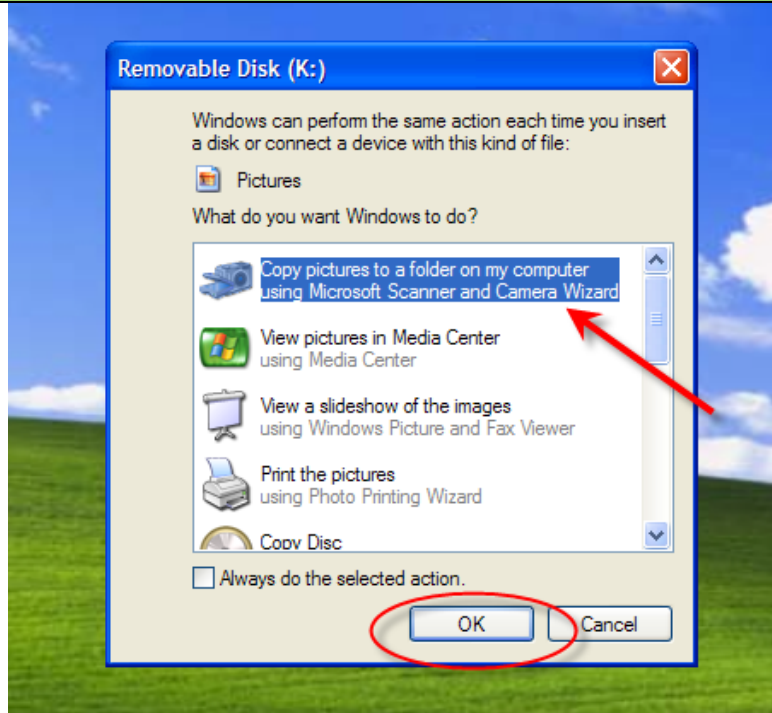 Removable Disk (K:)
Windows can perform the same action each time you insert
a disk or connect a device with this kind of file:
Pictures
What do you want Windows to do?
Copy pictures to a folder on my computer
using Microsoft Scanner and Camera Wizard
View pictures in Media Center
using Media Center
View a slideshow of the images
using Windows Picture and Fax Viewer
Print the pictures
using Photo Printing Wizard
Copy Disc
Always do the selected action.
OK
Cancel